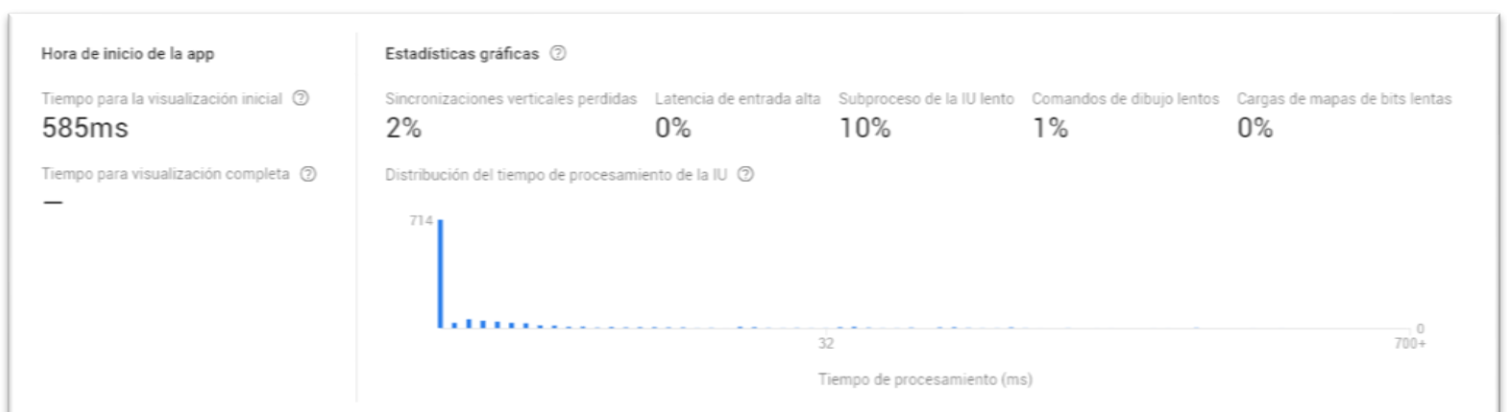 Hora de inicio de la app
Tiempo para la visualización inicial ?
585ms
Tiempo para visualización completa ?
—
Estadísticas gráficas ?
Sincronizaciones verticales perdidas Latencia de entrada alta Subproceso de la IU lento Comandos de dibujo lentos Cargas de mapas de bits lentas
2% 0% 10% 1% 0%
Distribución del tiempo de procesamiento de la IU ?
714
0
32 700+
Tiempo de procesamiento (ms)